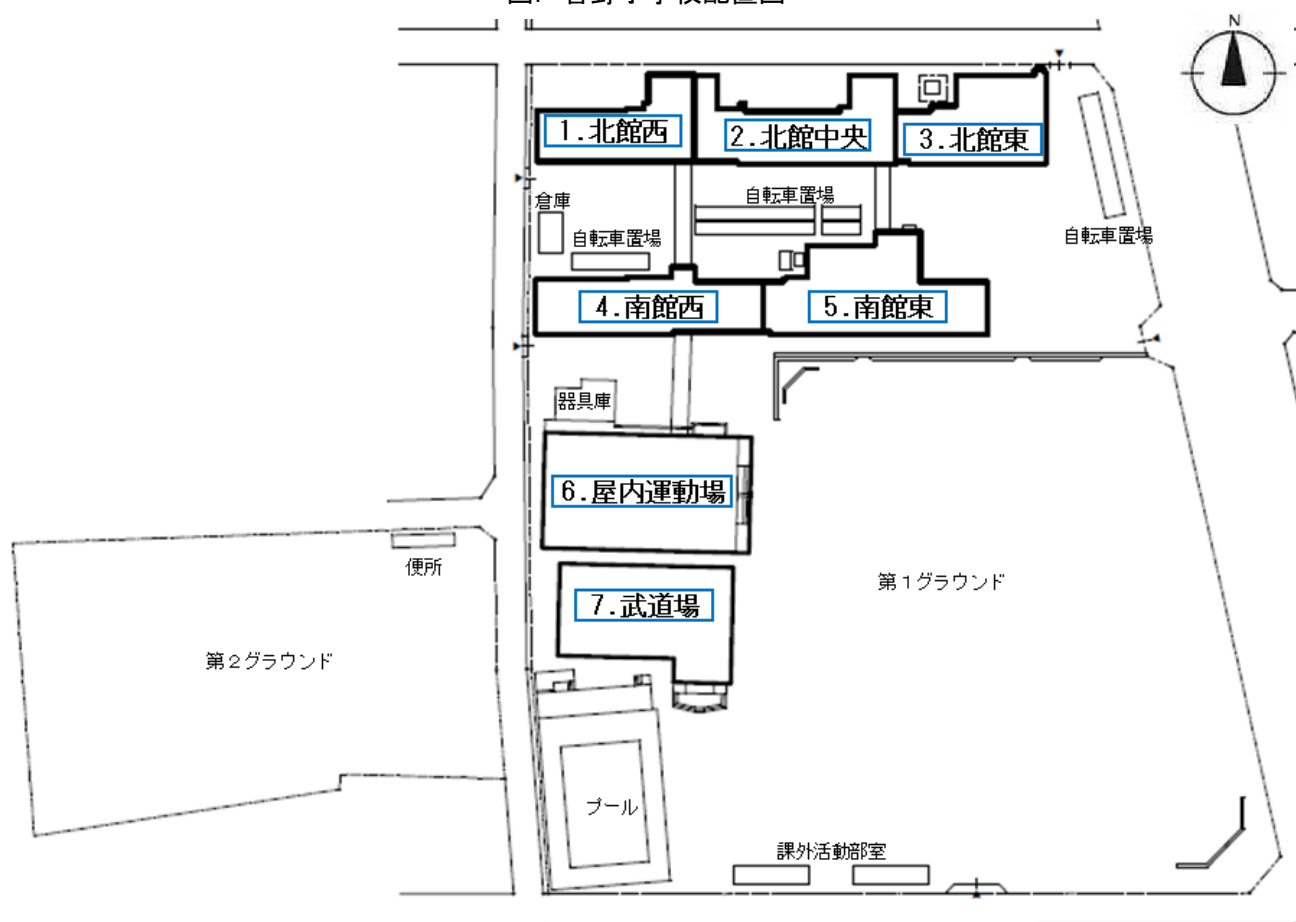 N
1.北館西
2.北館中央
3.北館東
倉庫
自転車置場
自転車置場
自転車置場
4.南館西
5.南館東
器具庫
6.屋内運動場
便所
7.武道場
第1グラウンド
第2グラウンド
プール
課外活動部室